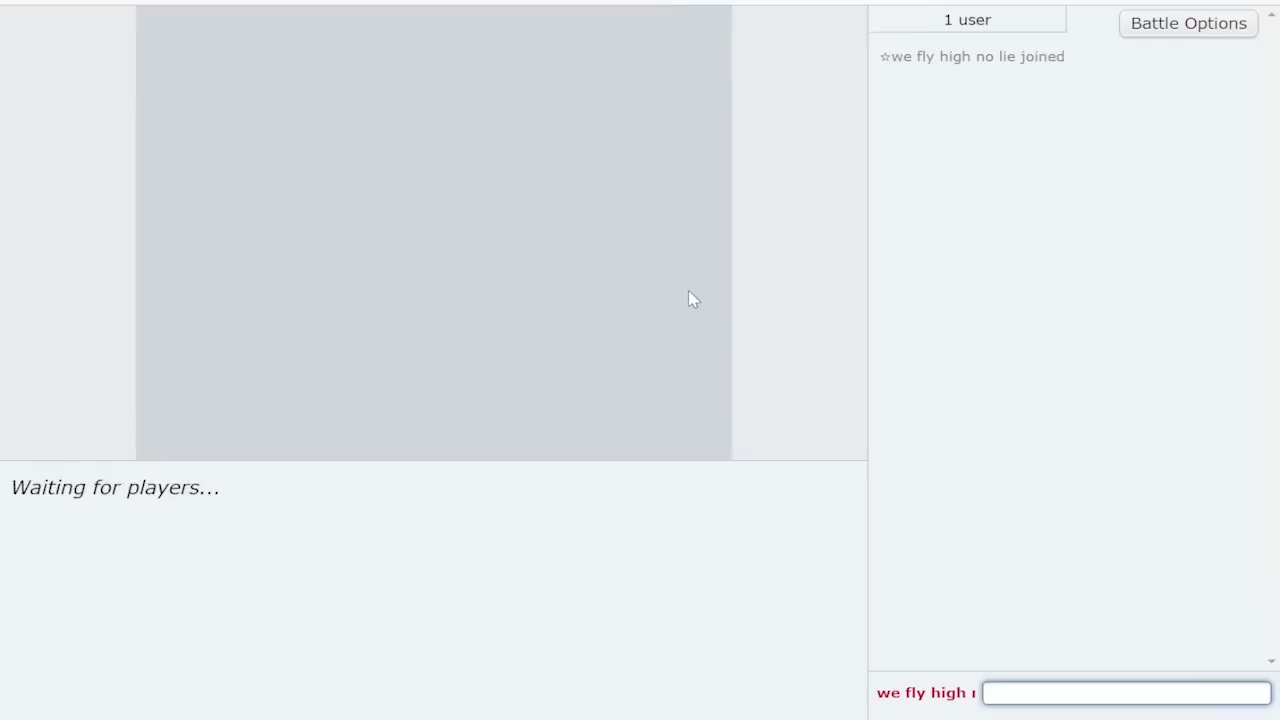 1 user
Battle Options
☆we fly high no lie joined
Waiting for players...
we fly high